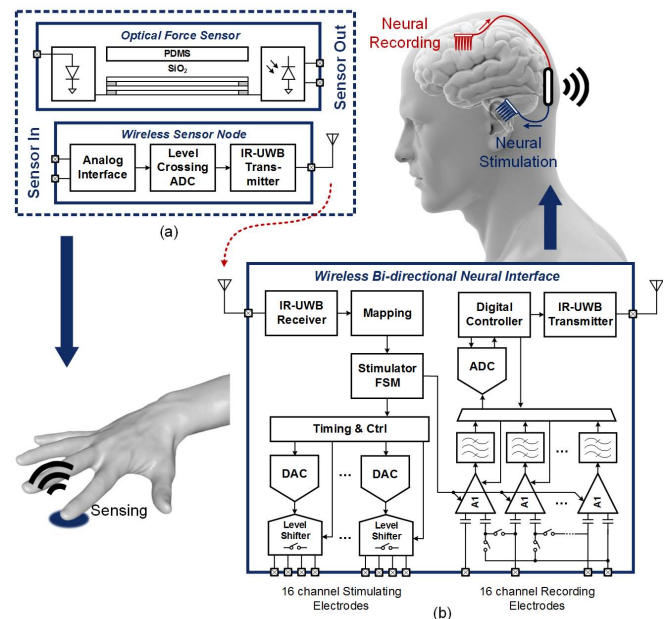 Optical Force Sensor
PDMS
SiO2
Sensor Out
Sensor In
Wireless Sensor Node
Analog
Interface
Level
Crossing
ADC
IR-UWB
Trans-
mitter
(a)
Neural
Recording
Neural
Stimulation
Sensing
Wireless Bi-directional Neural Interface
IR-UWB
Receiver
Mapping
Digital
Controller
IR-UWB
Transmitter
Stimulator
FSM
ADC
Timing & Ctrl
DAC
...
DAC
...
A1
A1
...
A1
Level
Shifter
...
Level
Shifter
16 channel Stimulating
Electrodes
16 channel Recording
Electrodes
(b)